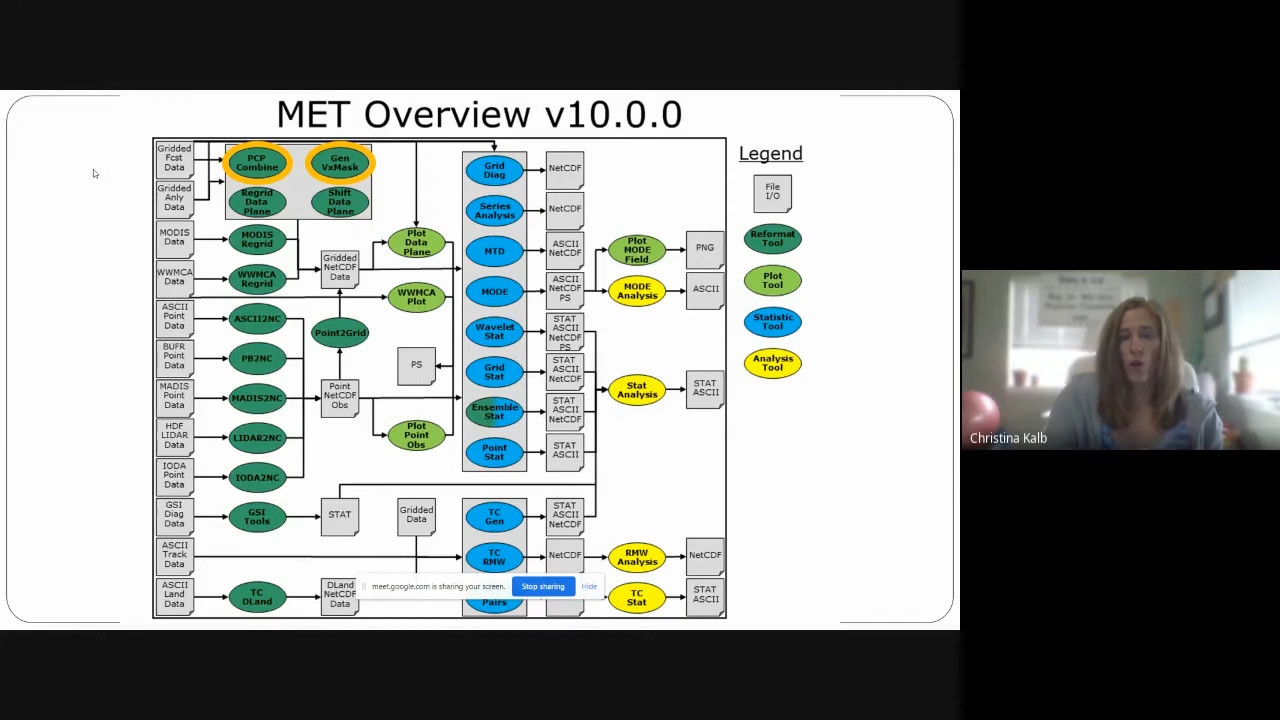 MET Overview v10.0.0
Gridded
Fcst
Data
PCP
Combine
Gen
VxMask
Grid
Diag
NetCDF
Gridded
Anly
Data
Regrid
Data
Plane
Shift
Data
Plane
Series
Analysis
NetCDF
MODIS
Data
MODIS
Regrid
Gridded
NetCDF
Data
Plot
Data
Plane
MTD
ASCII
NetCDF
Plot
MODE
Field
PNG
WWMCA
Data
WWMCA
Regrid
WWMCA
Plot
MODE
ASCII
NetCDF
PS
MODE
Analysis
ASCII
ASCII
Point
Data
ASCII2NC
Point2Grid
Wavelet
Stat
STAT
ASCII
NetCDF
PS
BUFR
Point
Data
PB2NC
PS
Grid
Stat
STAT
ASCII
NetCDF
Stat
Analysis
STAT
ASCII
MADIS
Point
Data
MADIS2NC
Point
NetCDF
Obs
Ensemble
Stat
STAT
ASCII
NetCDF
HDF
LIDAR
Data
LIDAR2NC
Plot
Point
Obs
Point
Stat
STAT
ASCII
IODA
Point
Data
IODA2NC
GSI
Diag
Data
GSI
Tools
STAT
Gridded
Data
TC
Gen
STAT
ASCII
NetCDF
ASCII
Track
Data
TC
RMW
NetCDF
RMW
Analysis
NetCDF
ASCII
Land
Data
TC
DLand
DLand
NetCDF
Data
Pairs
TC
Stat
STAT
ASCII
meet.google.com is sharing your screen.
Stop sharing
Hide
Legend
File
I/O
Reformat
Tool
Plot
Tool
Statistic
Tool
Analysis
Tool
Christina Kalb